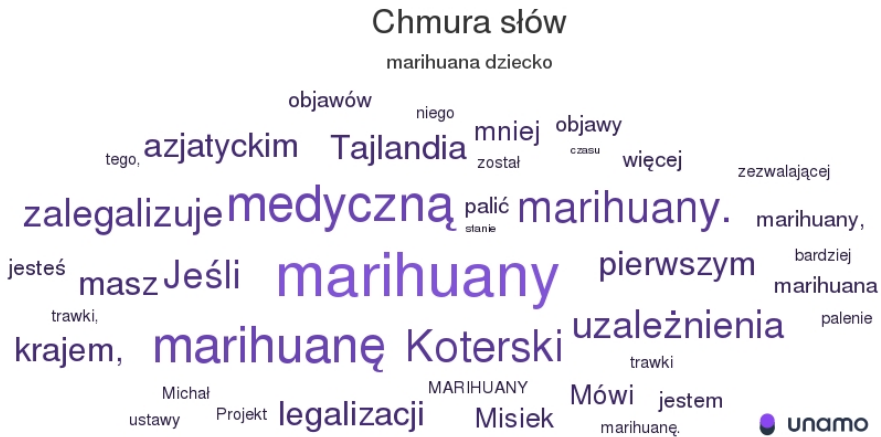 Chmura słów
marihuana dziecko
objawów
niego
tego, azjatyckim Tajlandia mniej objawy
został czasu więcej
zezwalającej
zalegalizuje medyczną palić marihuany. marihuany,
stanie
jesteś masz Jeśli marihuany pierwszym bardziej
marihuana
trawki, palenie
krajem, marihuanę Koterski uzależnienia
trawki
Michał MARIHUANY Mówi jestem
ustawy Projekt legalizacji Misiek marihuanę.
unamo